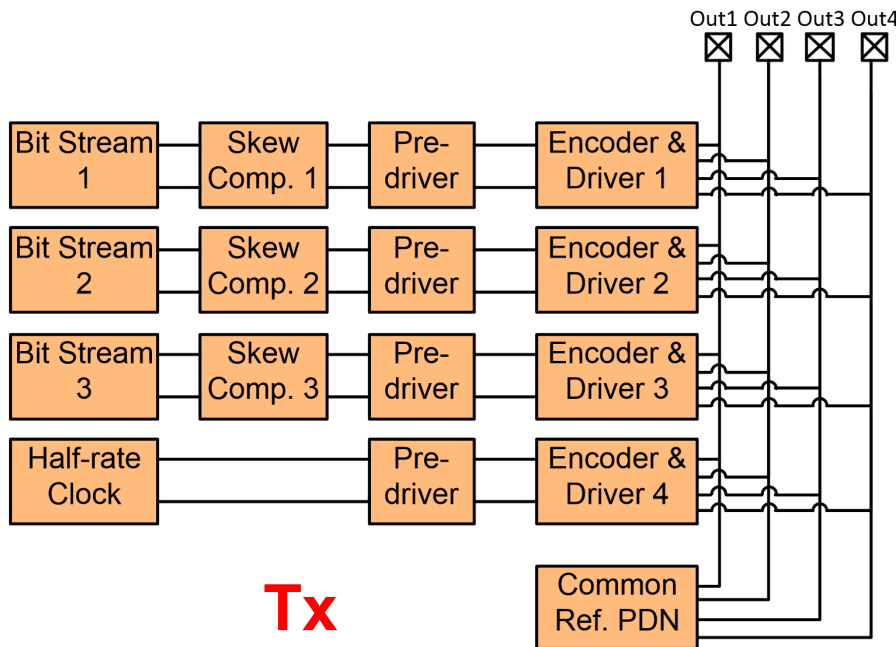 Out1 Out2 Out3 Out4
Bit Stream
1
Skew
Comp. 1
Pre-
driver
Encoder &
Driver 1
Bit Stream
2
Skew
Comp. 2
Pre-
driver
Encoder &
Driver 2
Bit Stream
3
Skew
Comp. 3
Pre-
driver
Encoder &
Driver 3
Half-rate
Clock
Pre-
driver
Encoder &
Driver 4
Common
Ref. PDN
Tx